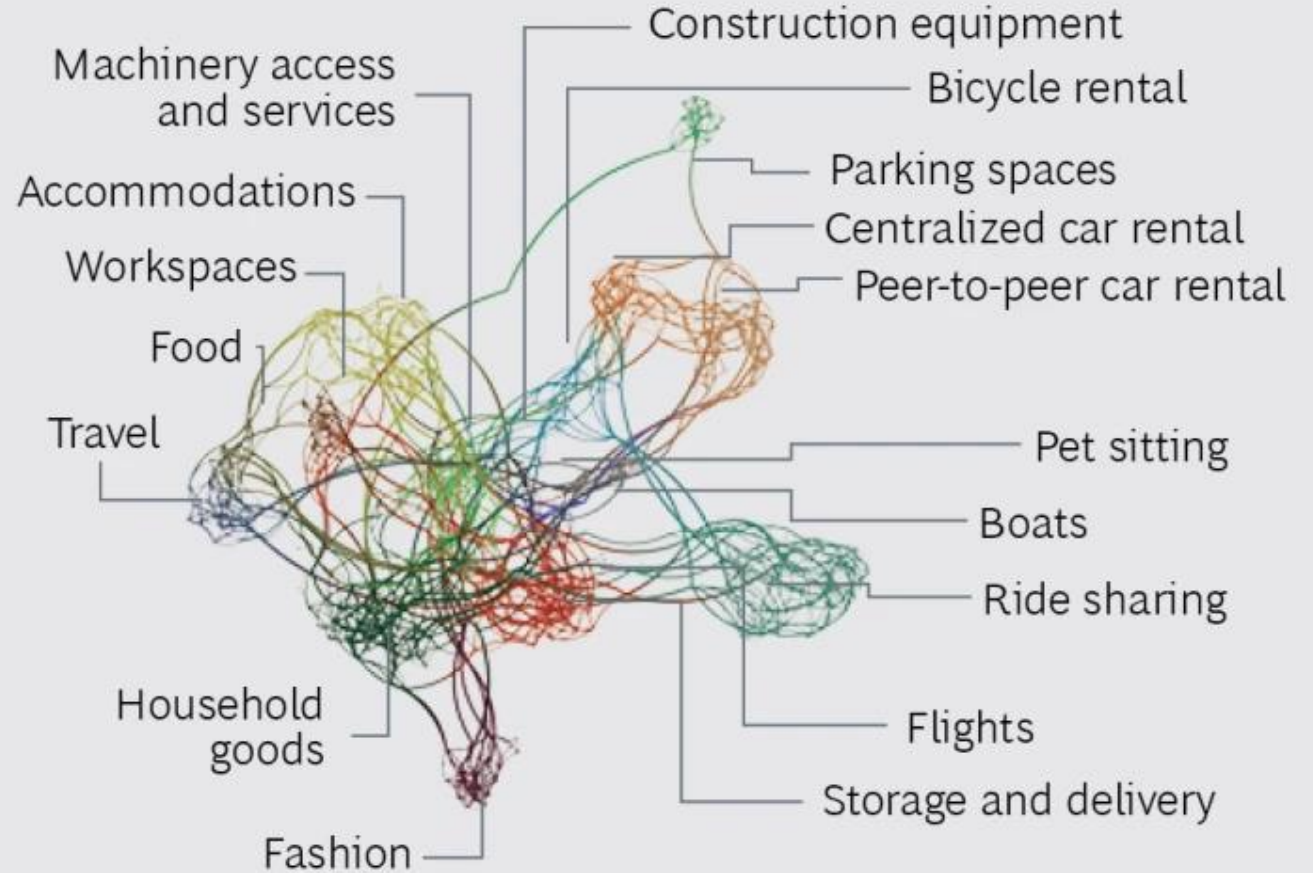 Construction equipment
Machinery access
and services
Bicycle rental
Parking spaces
Accommodations
Centralized car rental
Workspaces
Peer-to-peer car rental
Food
Travel
Pet sitting
Boats
Ride sharing
Household
goods
Flights
Storage and delivery
Fashion